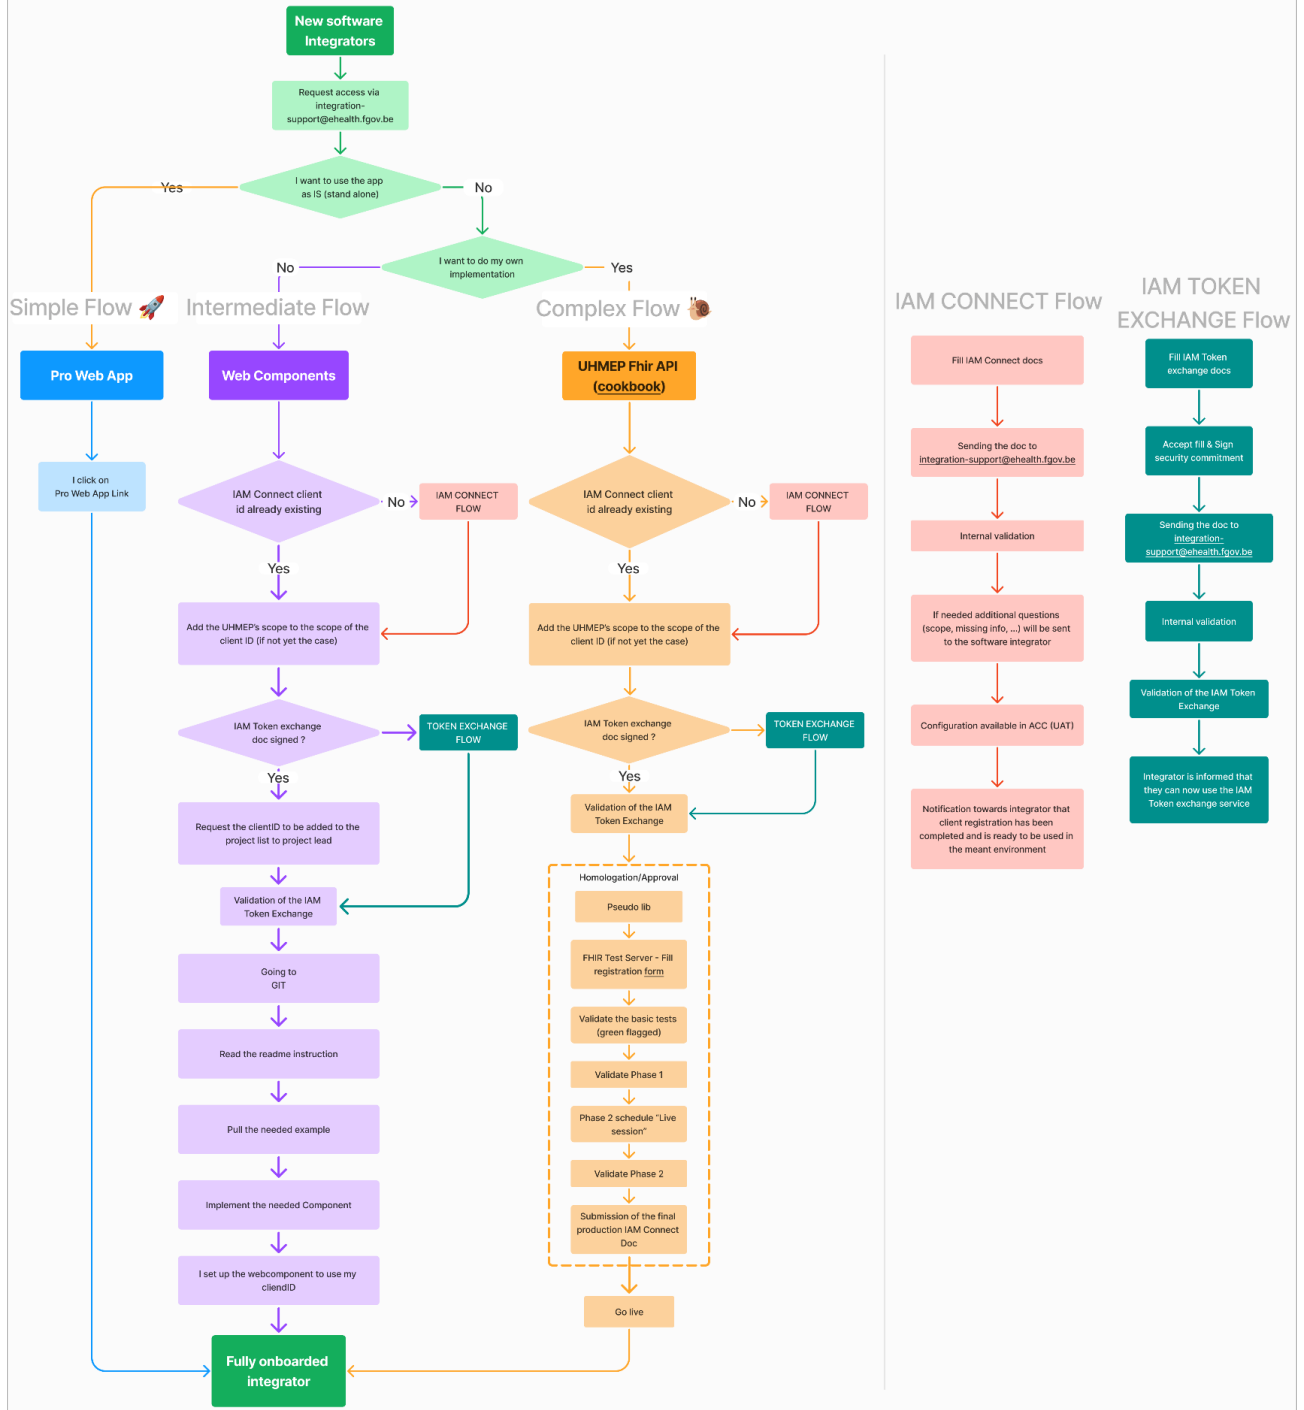 New software
Integrators
Request access via
integration-
support@ehealth.fgov.be
I want to use the app
as IS (stand alone)
Yes
No
I want to do my own
implementation
No
Yes
Simple Flow 🚀
Intermediate Flow
Complex Flow 🐌
Pro Web App
Web Components
UHMEP Fhir API
(cookbook)
I click on
Pro Web App Link
IAM Connect client
id already existing
No
IAM CONNECT
FLOW
Yes
Add the UHMEP's scope to the scope of the
client ID (if not yet the case)
IAM Token exchange
doc signed ?
TOKEN EXCHANGE
FLOW
Yes
Request the clientID to be added to the
project list to project lead
Validation of the IAM
Token Exchange
Going to
GIT
Read the readme instruction
Pull the needed example
Implement the needed Component
I set up the webcomponent to use my
cliendID
Fully onboarded
integrator
IAM Connect client
id already existing
No
IAM CONNECT
FLOW
Yes
Add the UHMEP's scope to the scope of the
client ID (if not yet the case)
IAM Token exchange
doc signed ?
TOKEN EXCHANGE
FLOW
Yes
Validation of the IAM
Token Exchange
Homologation/Approval
Pseudo lib
FHIR Test Server - Fill
registration form
Validate the basic tests
(green flagged)
Validate Phase 1
Phase 2 schedule "Live
session"
Validate Phase 2
Submission of the final
production IAM Connect
Doc
Go live
IAM CONNECT Flow
Fill IAM Connect docs
Sending the doc to
integration-support@ehealth.fgov.be
Internal validation
If needed additional questions
(scope, missing info, ...) will be sent
to the software integrator
Configuration available in ACC (UAT)
Notification towards integrator that
client registration has been
completed and is ready to be used in
the meant environment
IAM TOKEN
EXCHANGE Flow
Fill IAM Token
exchange docs
Accept fill & Sign
security commitment
Sending the doc to
integration-
support@ehealth.fgov.be
Internal validation
Validation of the IAM Token
Exchange
Integrator is informed that
they can now use the IAM
Token exchange service